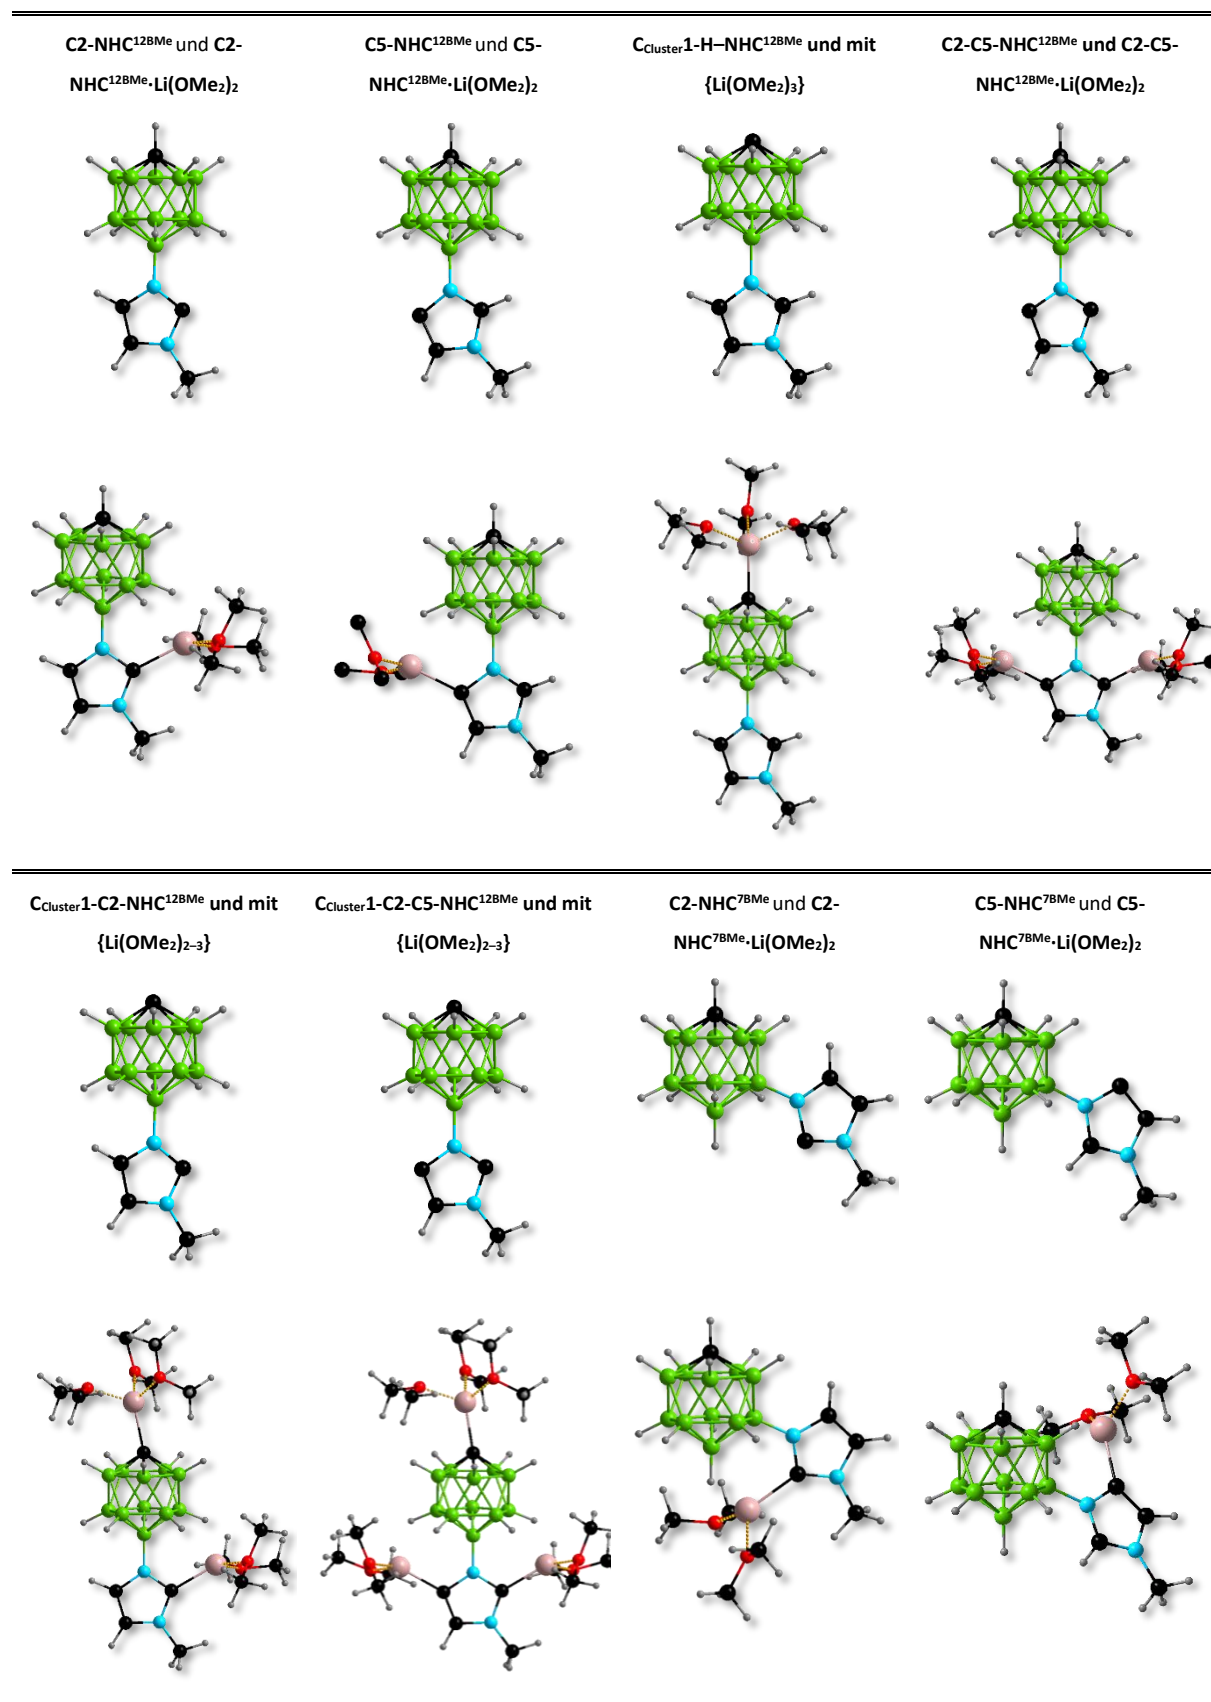 C2-NHC¹²ᴮᴹᵉ und C2-
NHC¹²ᴮᴹᵉ·Li(OMe₂)₂
C5-NHC¹²ᴮᴹᵉ und C5-
NHC¹²ᴮᴹᵉ·Li(OMe₂)₂
C_Cluster1-H–NHC¹²ᴮᴹᵉ und mit
{Li(OMe₂)₃}
C2-C5-NHC¹²ᴮᴹᵉ und C2-C5-
NHC¹²ᴮᴹᵉ·Li(OMe₂)₂
C_Cluster1-C2-NHC¹²ᴮᴹᵉ und mit
{Li(OMe₂)₂₋₃}
C_Cluster1-C2-C5-NHC¹²ᴮᴹᵉ und mit
{Li(OMe₂)₂₋₃}
C2-NHC⁷ᴮᴹᵉ und C2-
NHC⁷ᴮᴹᵉ·Li(OMe₂)₂
C5-NHC⁷ᴮᴹᵉ und C5-
NHC⁷ᴮᴹᵉ·Li(OMe₂)₂